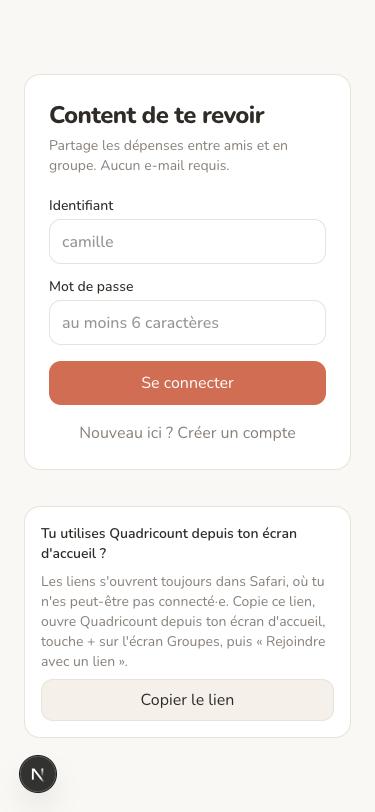 Content de te revoir
Partage les dépenses entre amis et en
groupe. Aucun e-mail requis.
Identifiant
camille
Mot de passe
au moins 6 caractères
Se connecter
Nouveau ici ? Créer un compte
Tu utilises Quadricount depuis ton écran
d'accueil ?
Les liens s'ouvrent toujours dans Safari, où tu
n'es peut-être pas connecté·e. Copie ce lien,
ouvre Quadricount depuis ton écran d'accueil,
touche + sur l'écran Groupes, puis « Rejoindre
avec un lien ».
Copier le lien
N